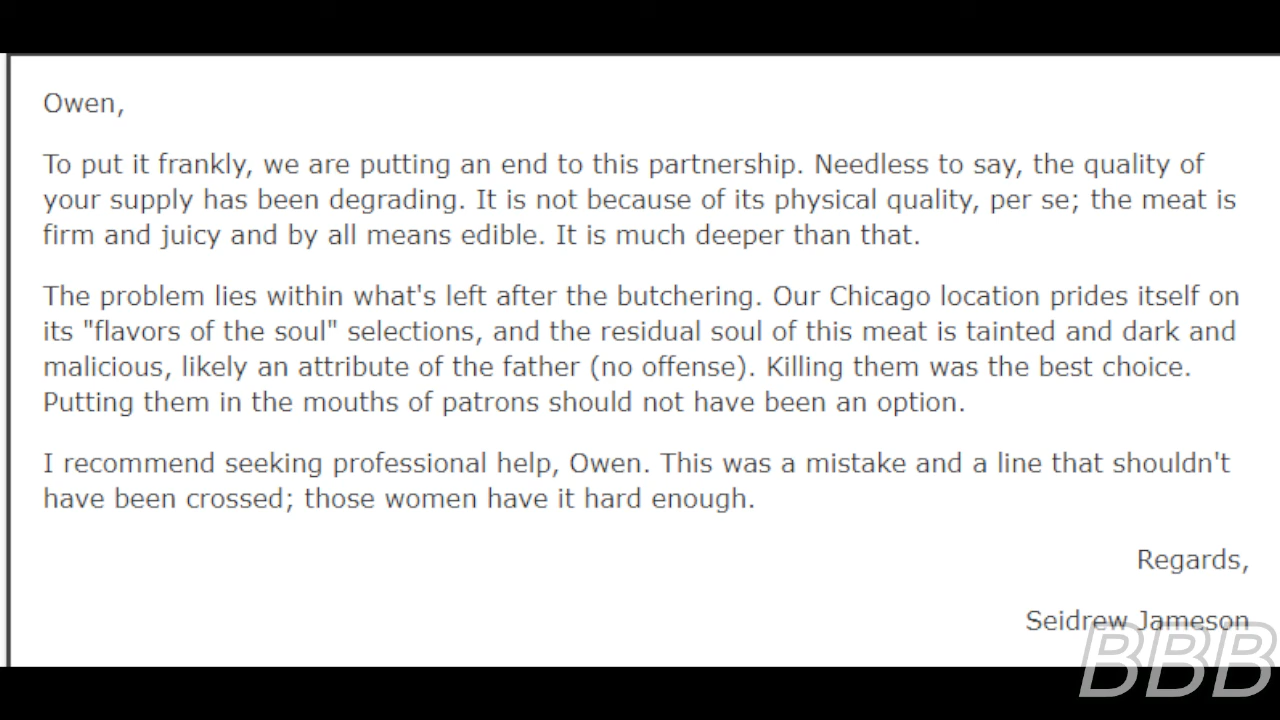 Owen,
To put it frankly, we are putting an end to this partnership. Needless to say, the quality of
your supply has been degrading. It is not because of its physical quality, per se; the meat is
firm and juicy and by all means edible. It is much deeper than that.
The problem lies within what's left after the butchering. Our Chicago location prides itself on
its "flavors of the soul" selections, and the residual soul of this meat is tainted and dark and
malicious, likely an attribute of the father (no offense). Killing them was the best choice.
Putting them in the mouths of patrons should not have been an option.
I recommend seeking professional help, Owen. This was a mistake and a line that shouldn't
have been crossed; those women have it hard enough.
Regards,
Seidrew Jameson
BBB